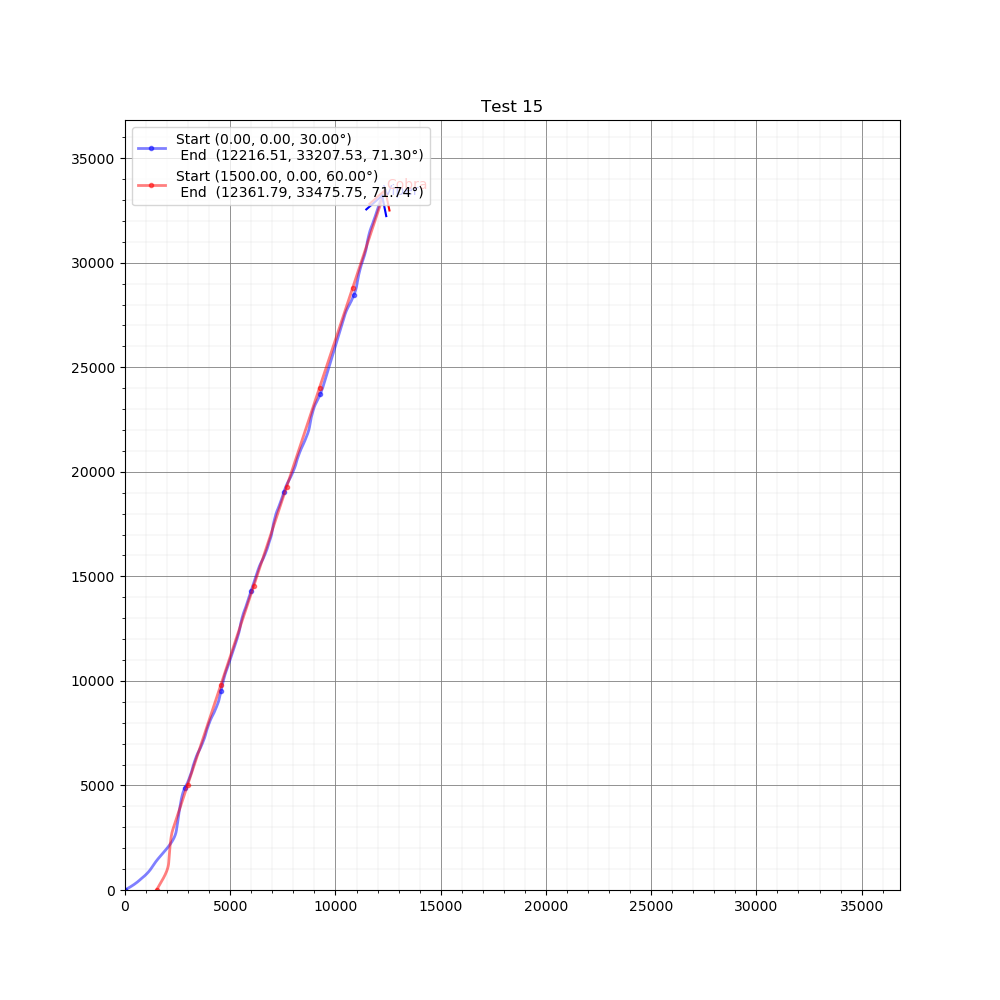 Test 15
Start (0.00, 0.00, 30.00°)
End (12216.51, 33207.53, 71.30°)
Start (1500.00, 0.00, 60.00°)
End (12361.79, 33475.75, 71.74°)
Cobra
35000
30000
25000
20000
15000
10000
5000
0
0 5000 10000 15000 20000 25000 30000 35000